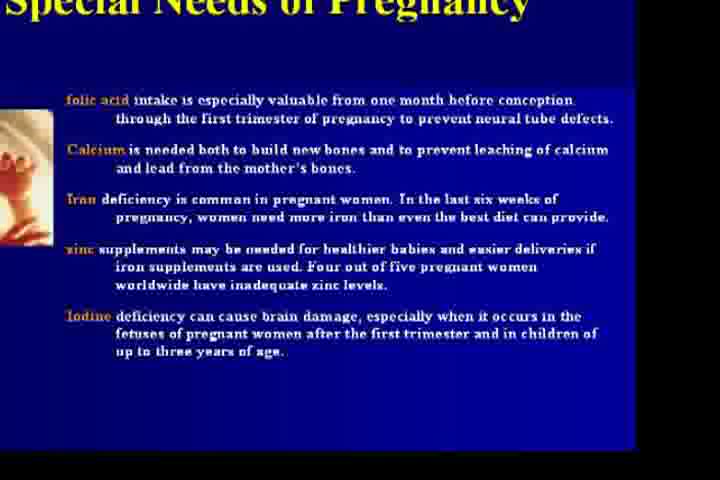 Special Needs of Pregnancy
folic acid intake is especially valuable from one month before conception
through the first trimester of pregnancy to prevent neural tube defects.
Calcium is needed both to build new bones and to prevent leaching of calcium
and lead from the mother's bones.
Iron deficiency is common in pregnant women. In the last six weeks of
pregnancy, women need more iron than even the best diet can provide.
zinc supplements may be needed for healthier babies and easier deliveries if
iron supplements are used. Four out of five pregnant women
worldwide have inadequate zinc levels.
Iodine deficiency can cause brain damage, especially when it occurs in the
fetuses of pregnant women after the first trimester and in children of
up to three years of age.